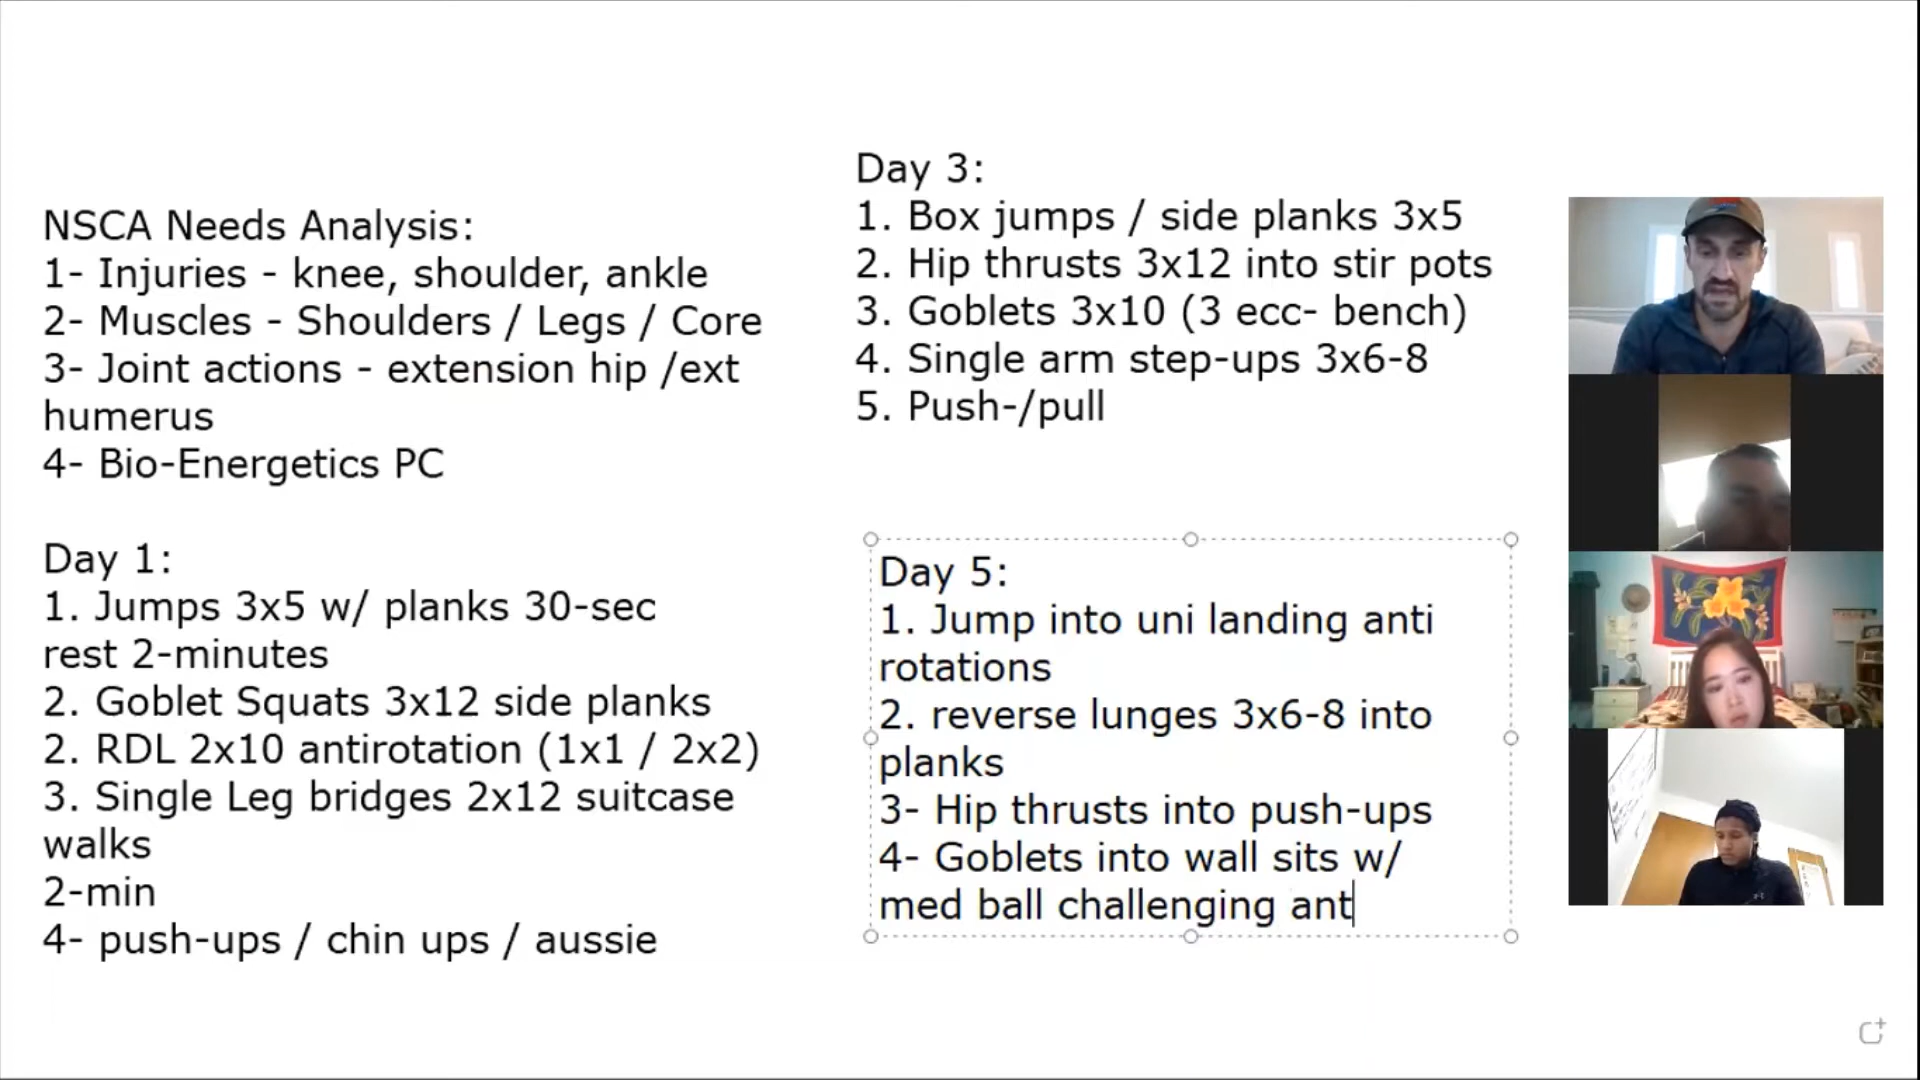 NSCA Needs Analysis:
1- Injuries - knee, shoulder, ankle
2- Muscles - Shoulders / Legs / Core
3- Joint actions - extension hip /ext
humerus
4- Bio-Energetics PC
Day 1:
1. Jumps 3x5 w/ planks 30-sec
rest 2-minutes
2. Goblet Squats 3x12 side planks
2. RDL 2x10 antirotation (1x1 / 2x2)
3. Single Leg bridges 2x12 suitcase
walks
2-min
4- push-ups / chin ups / aussie
Day 3:
1. Box jumps / side planks 3x5
2. Hip thrusts 3x12 into stir pots
3. Goblets 3x10 (3 ecc- bench)
4. Single arm step-ups 3x6-8
5. Push-/pull
Day 5:
1. Jump into uni landing anti
rotations
2. reverse lunges 3x6-8 into
planks
3- Hip thrusts into push-ups
4- Goblets into wall sits w/
med ball challenging ant